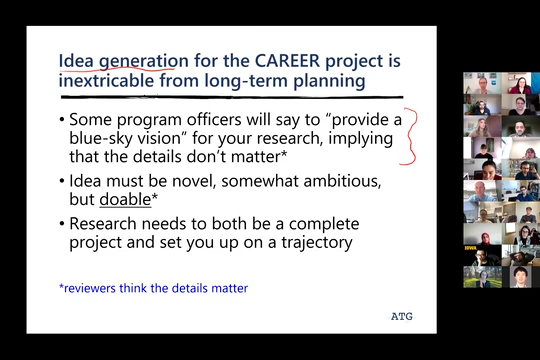 Idea generation for the CAREER project is
inextricable from long-term planning
• Some program officers will say to “provide a
blue-sky vision” for your research, implying
that the details don’t matter*
• Idea must be novel, somewhat ambitious,
but doable*
• Research needs to both be a complete
project and set you up on a trajectory
*reviewers think the details matter
ATG